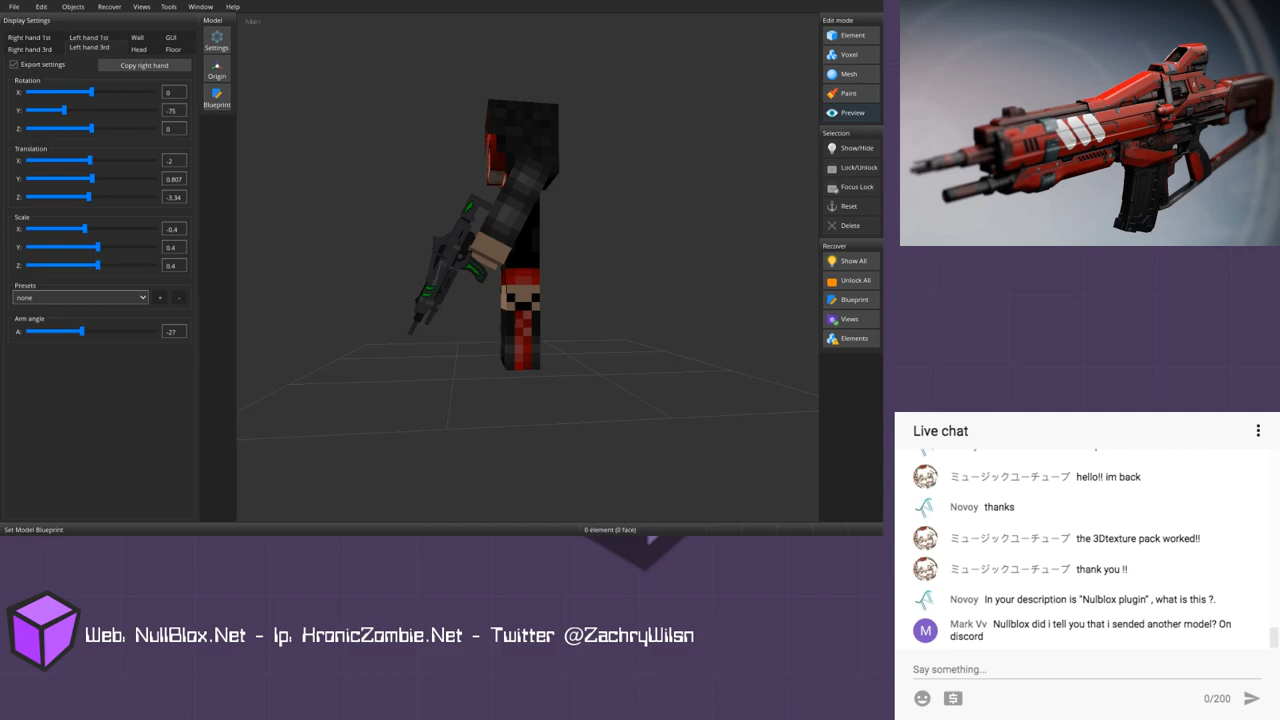 File Edit Objects Recover Views Tools Window Help
Display Settings
Right hand 1st Left hand 1st Wall GUI
Right hand 3rd Left hand 3rd Head Floor
Export settings Copy right hand
Rotation
X: 0
Y: -75
Z: 0
Translation
X: -2
Y: 0.807
Z: -3.34
Scale
X: -0.4
Y: 0.4
Z: 0.4
Presets
none + -
Arm angle
A: -27
Model
Settings
Origin
Blueprint
Main
Edit mode
Element
Voxel
Mesh
Paint
Preview
Selection
Show/Hide
Lock/Unlock
Focus Lock
Reset
Delete
Recover
Show All
Unlock All
Blueprint
Views
Elements
Set Model Blueprint 0 element (0 face)
Live chat
ミュージックユーチューブ hello!! im back
Novoy thanks
ミュージックユーチューブ the 3Dtexture pack worked!!
ミュージックユーチューブ thank you !!
Novoy In your description is "Nulblox plugin" , what is this ?.
M Mark Vv Nullblox did i tell you that i sended another model? On
discord
Say something...
0/200
Web: NullBlox.Net - Ip: HronicZombie.Net - Twitter @ZachryWilsn